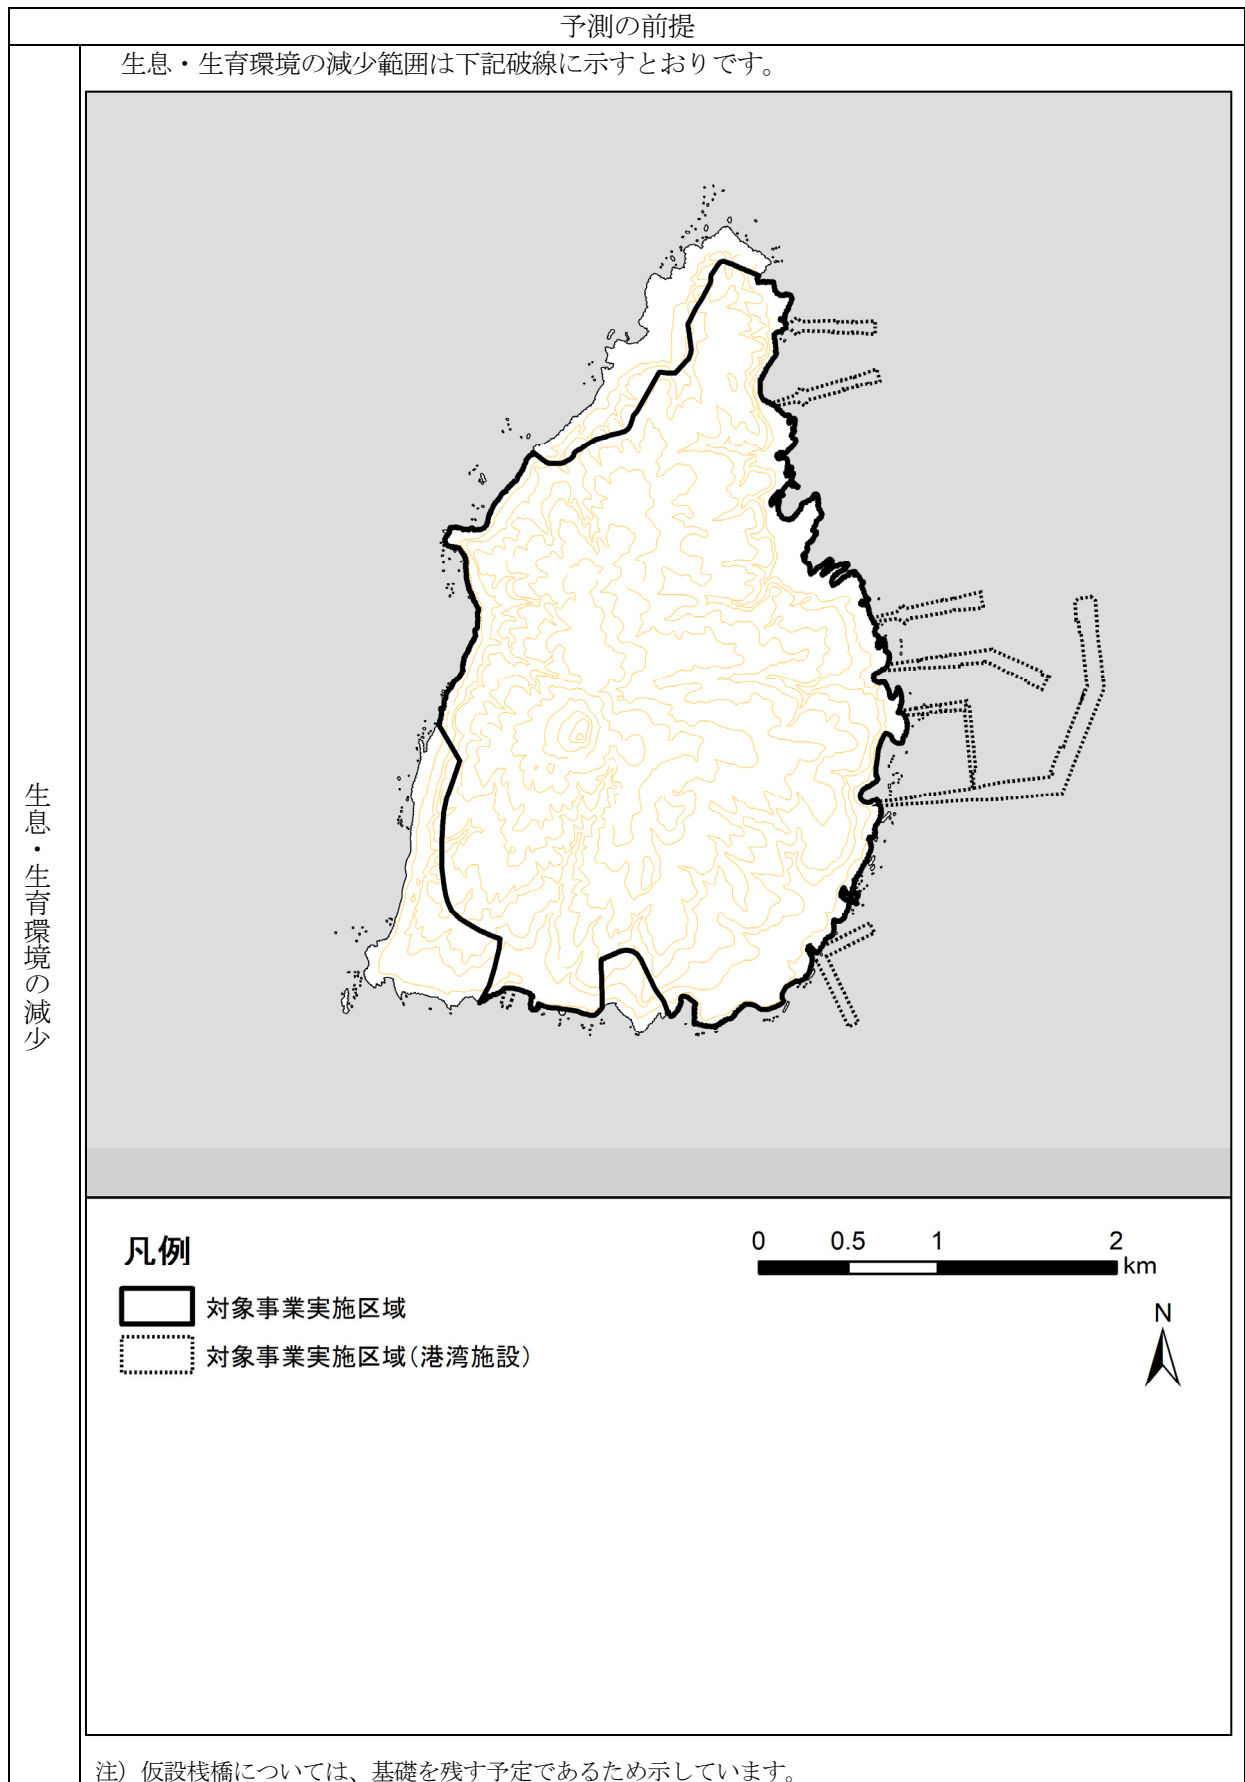 予測の前提
生息・生育環境の減少
生息・生育環境の減少範囲は下記破線に示すとおりです。
凡例
対象事業実施区域
対象事業実施区域(港湾施設)
0 0.5 1 2
km
N
注）仮設桟橋については、基礎を残す予定であるため示しています。